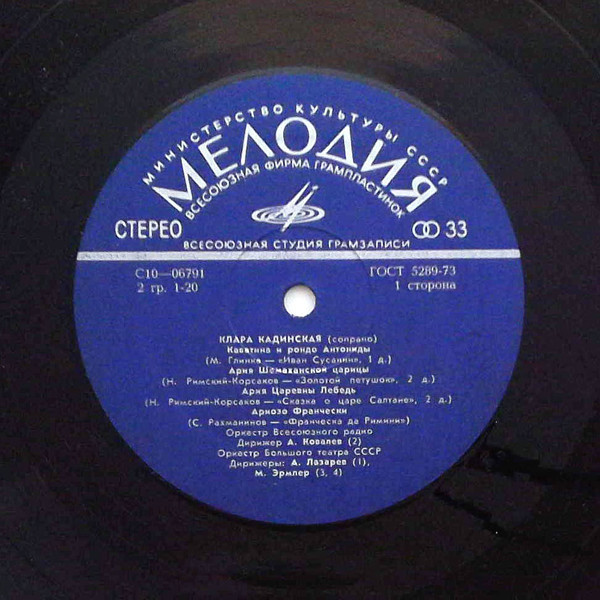 МИНИСТЕРСТВО КУЛЬТУРЫ СССР
МЕЛОДИЯ
ВСЕСОЮЗНАЯ ФИРМА ГРАМПЛАСТИНОК
СТЕРЕО
33
ВСЕСОЮЗНАЯ СТУДИЯ ГРАМЗАПИСИ
С10—06791
ГОСТ 5289-73
2 гр. 1-20
1 сторона
КЛАРА КАДИНСКАЯ (сопрано)
Каватина и рондо Антониды
(М. Глинка — «Иван Сусанин», 1 д.)
Ария Шемаханской царицы
(Н. Римский-Корсаков — «Золотой петушок», 2 д.)
Ария Царевны Лебедь
(Н. Римский-Корсаков — «Сказка о царе Салтане», 2 д.)
Ариозо Франчески
(С. Рахманинов — «Франческа да Римини»)
Оркестр Всесоюзного радио
Дирижер А. Ковалев (2)
Оркестр Большого театра СССР
Дирижеры: А. Лазарев (1),
М. Эрмлер (3, 4)